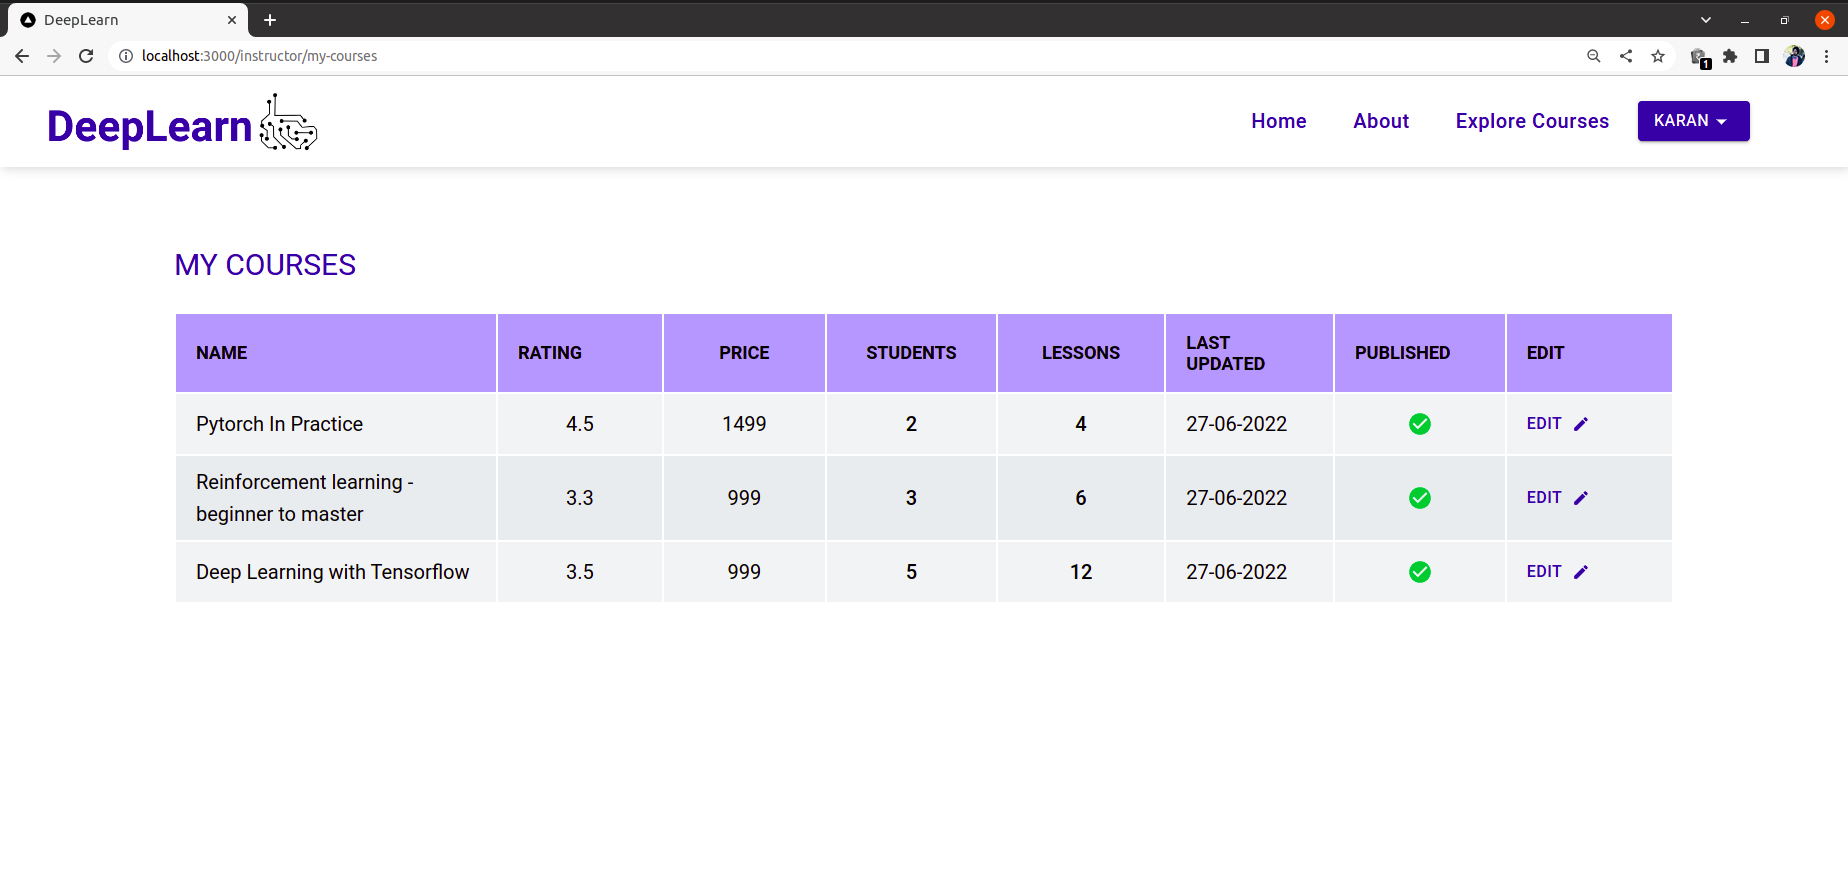 DeepLearn
localhost:3000/instructor/my-courses
1
DeepLearn
Home About Explore Courses KARAN
MY COURSES
NAME RATING PRICE STUDENTS LESSONS LAST UPDATED PUBLISHED EDIT
Pytorch In Practice 4.5 1499 2 4 27-06-2022 EDIT
Reinforcement learning -
beginner to master 3.3 999 3 6 27-06-2022 EDIT
Deep Learning with Tensorflow 3.5 999 5 12 27-06-2022 EDIT